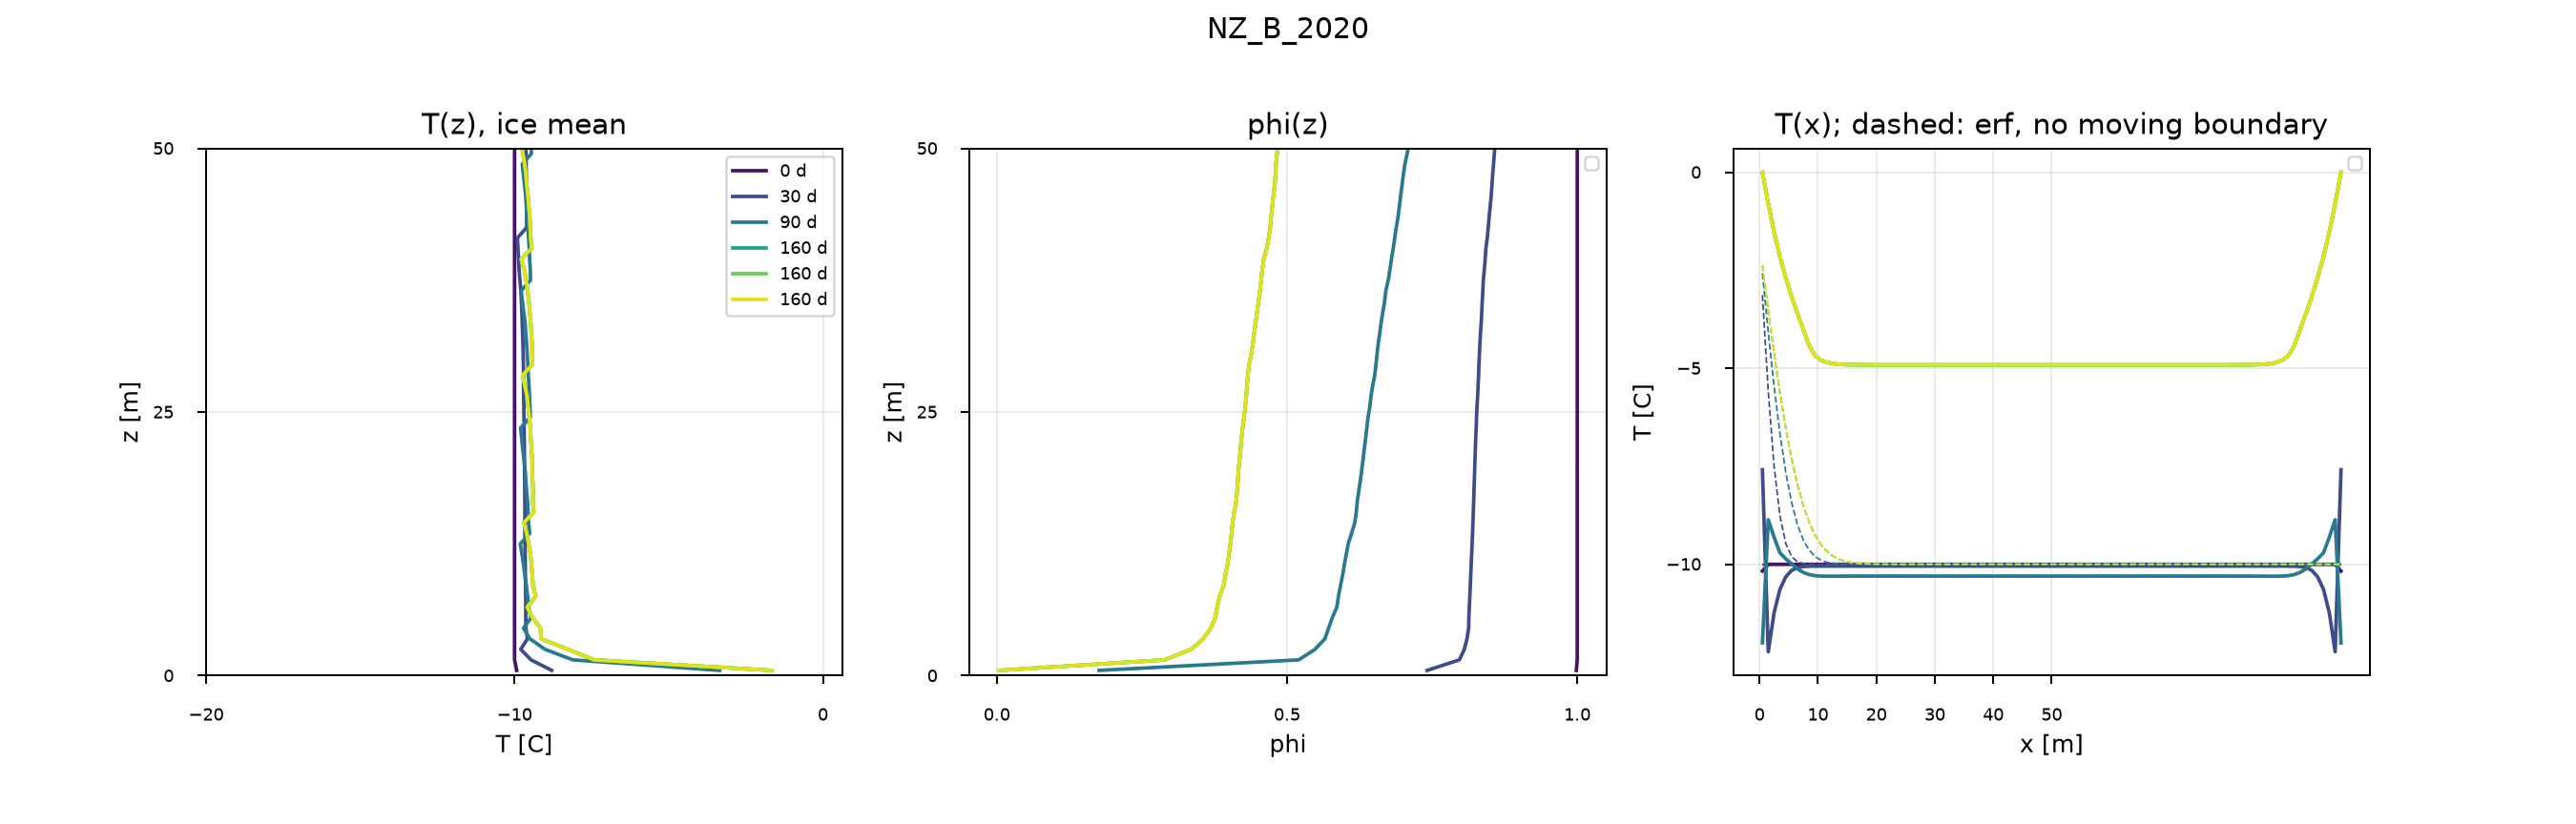 NZ_B_2020
T(z), ice mean
50
25
0
z [m]
−20
−10
0
T [C]
0 d
30 d
90 d
160 d
160 d
160 d
phi(z)
50
25
0
z [m]
0.0
0.5
1.0
phi
T(x); dashed: erf, no moving boundary
0
−5
−10
T [C]
0
10
20
30
40
50
x [m]